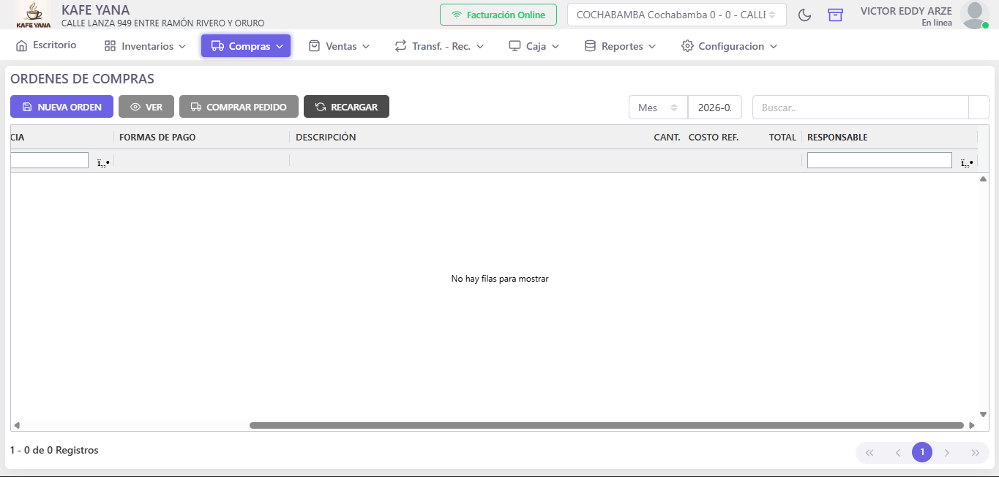 KAFE YANA
KAFE YANA
CALLE LANZA 949 ENTRE RAMÓN RIVERO Y ORURO
Facturación Online
COCHABAMBA Cochabamba 0 - 0 - CALLE
VICTOR EDDY ARZE
En linea
Escritorio
Inventarios
Compras
Ventas
Transf. - Rec.
Caja
Reportes
Configuracion
ORDENES DE COMPRAS
NUEVA ORDEN
VER
COMPRAR PEDIDO
RECARGAR
Mes
2026-0
Buscar..
CIA
FORMAS DE PAGO
DESCRIPCIÓN
CANT.
COSTO REF.
TOTAL
RESPONSABLE
ï„•
ï„•
No hay filas para mostrar
1 - 0 de 0 Registros
1